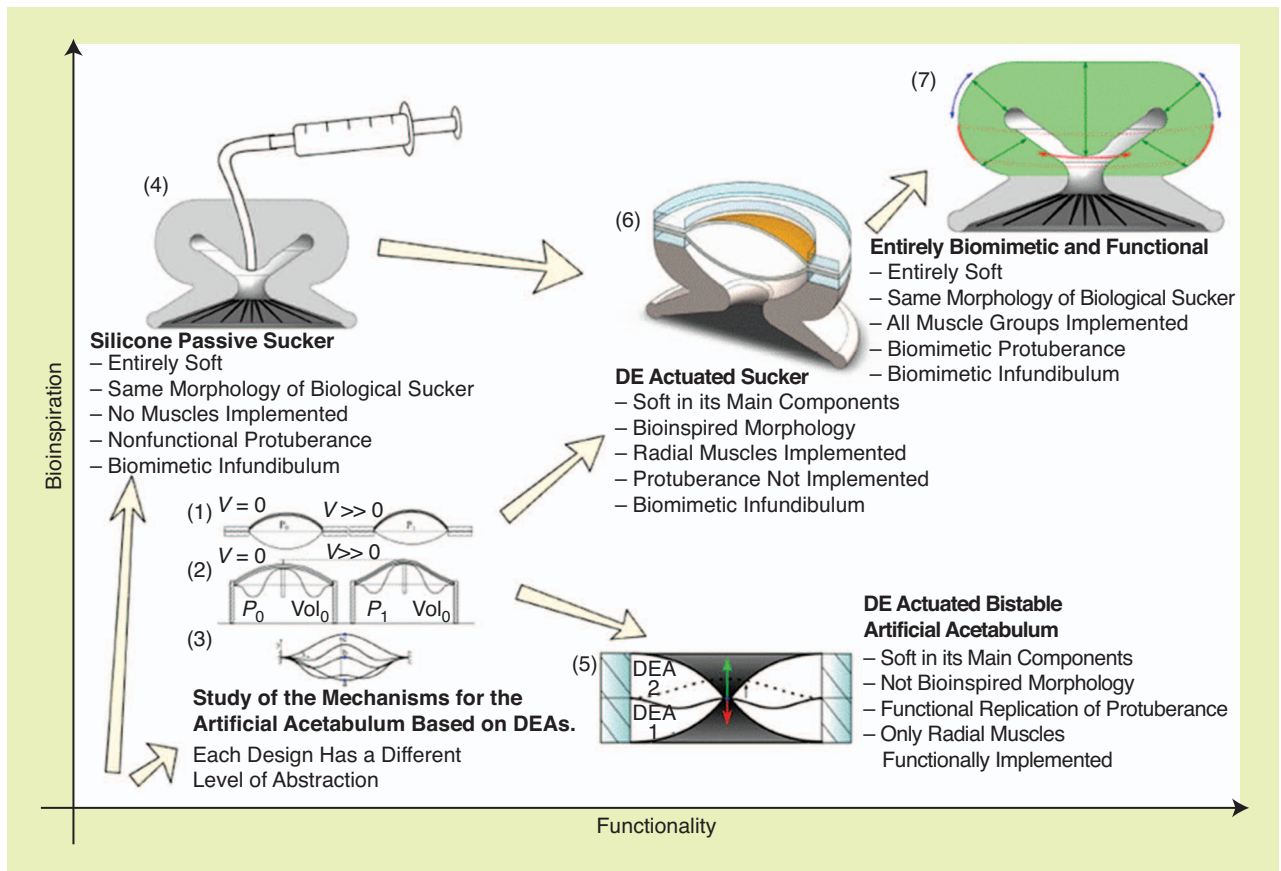 (4)
Silicone Passive Sucker
– Entirely Soft
– Same Morphology of Biological Sucker
– No Muscles Implemented
– Nonfunctional Protuberance
– Biomimetic Infundibulum
(7)
Entirely Biomimetic and Functional
– Entirely Soft
– Same Morphology of Biological Sucker
– All Muscle Groups Implemented
– Biomimetic Protuberance
– Biomimetic Infundibulum
(6)
DE Actuated Sucker
– Soft in its Main Components
– Bioinspired Morphology
– Radial Muscles Implemented
– Protuberance Not Implemented
– Biomimetic Infundibulum
(1) V = 0 V >> 0
P0 P1
(2) V = 0 V>> 0
P0 Vol0 P1 Vol0
(3)
Study of the Mechanisms for the
Artificial Acetabulum Based on DEAs.
Each Design Has a Different
Level of Abstraction
(5)
DEA
2
DEA
1
DE Actuated Bistable
Artificial Acetabulum
– Soft in its Main Components
– Not Bioinspired Morphology
– Functional Replication of Protuberance
– Only Radial Muscles
Functionally Implemented
Bioinspiration
Functionality